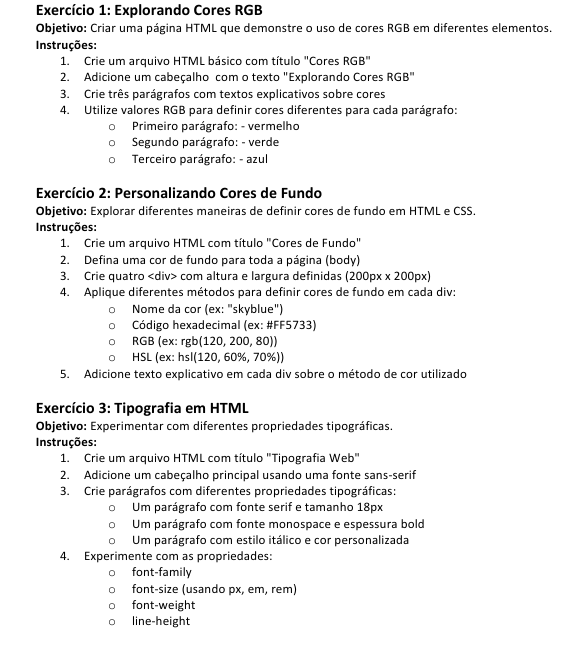 Exercício 1: Explorando Cores RGB
Objetivo: Criar uma página HTML que demonstre o uso de cores RGB em diferentes elementos.
Instruções:
1. Crie um arquivo HTML básico com título "Cores RGB"
2. Adicione um cabeçalho  com o texto "Explorando Cores RGB"
3. Crie três parágrafos com textos explicativos sobre cores
4. Utilize valores RGB para definir cores diferentes para cada parágrafo:
o Primeiro parágrafo: - vermelho
o Segundo parágrafo: - verde
o Terceiro parágrafo: - azul
Exercício 2: Personalizando Cores de Fundo
Objetivo: Explorar diferentes maneiras de definir cores de fundo em HTML e CSS.
Instruções:
1. Crie um arquivo HTML com título "Cores de Fundo"
2. Defina uma cor de fundo para toda a página (body)
3. Crie quatro <div> com altura e largura definidas (200px x 200px)
4. Aplique diferentes métodos para definir cores de fundo em cada div:
o Nome da cor (ex: "skyblue")
o Código hexadecimal (ex: #FF5733)
o RGB (ex: rgb(120, 200, 80))
o HSL (ex: hsl(120, 60%, 70%))
5. Adicione texto explicativo em cada div sobre o método de cor utilizado
Exercício 3: Tipografia em HTML
Objetivo: Experimentar com diferentes propriedades tipográficas.
Instruções:
1. Crie um arquivo HTML com título "Tipografia Web"
2. Adicione um cabeçalho principal usando uma fonte sans-serif
3. Crie parágrafos com diferentes propriedades tipográficas:
o Um parágrafo com fonte serif e tamanho 18px
o Um parágrafo com fonte monospace e espessura bold
o Um parágrafo com estilo itálico e cor personalizada
4. Experimente com as propriedades:
o font-family
o font-size (usando px, em, rem)
o font-weight
o line-height